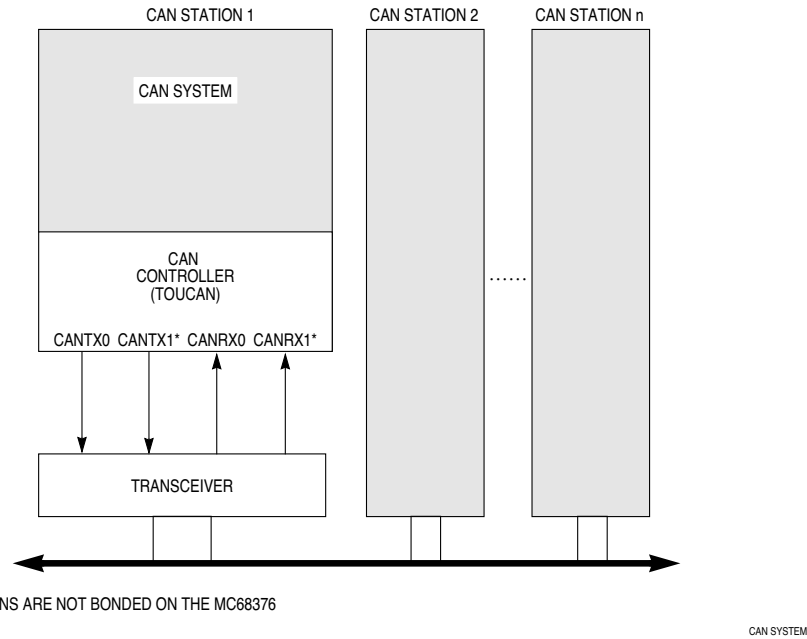 CAN STATION 1 CAN STATION 2 CAN STATION n
CAN SYSTEM
CAN
CONTROLLER
(TOUCAN)
CANTX0 CANTX1* CANRX0 CANRX1*
......
TRANSCEIVER
ARE NOT BONDED ON THE MC68376
CAN SYSTEM